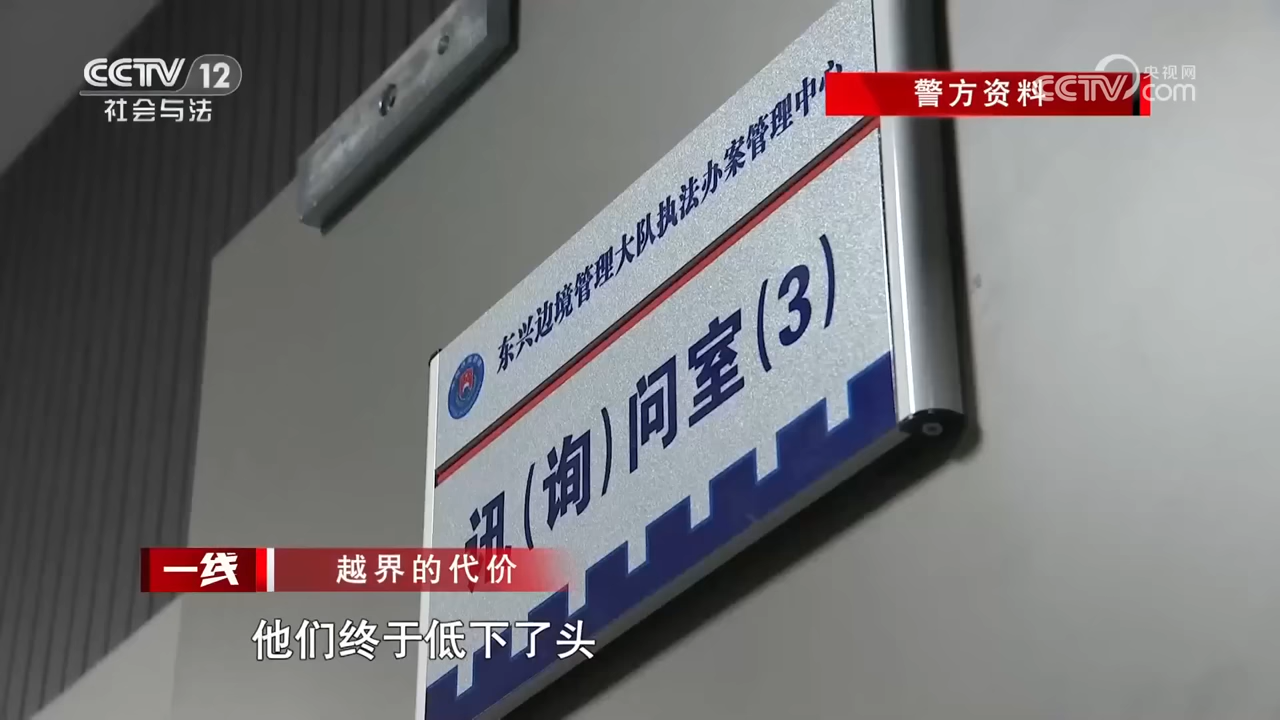 CCTV 12
社会与法
警方资料
CCTV 央视网
com
东兴边境管理大队执法办案管理中心
讯(询)问室(3)
一线
越界的代价
他们终于低下了头